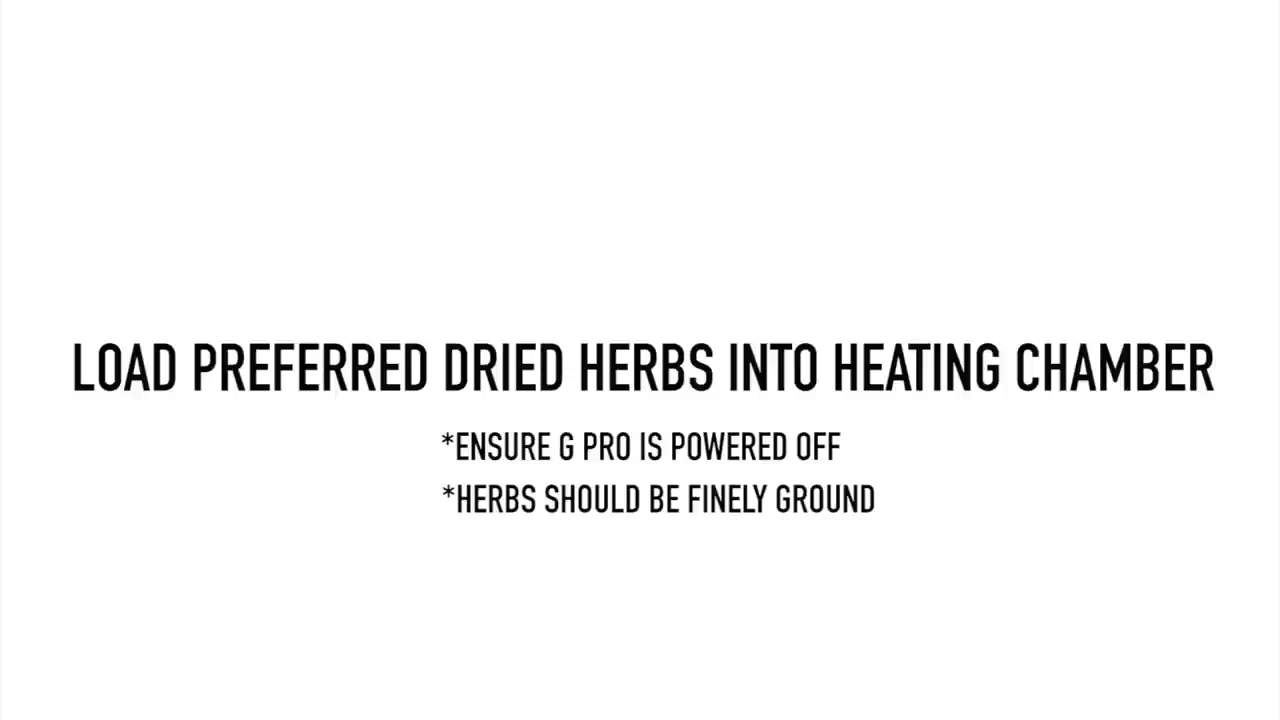 LOAD PREFERRED DRIED HERBS INTO HEATING CHAMBER
*ENSURE G PRO IS POWERED OFF
*HERBS SHOULD BE FINELY GROUND